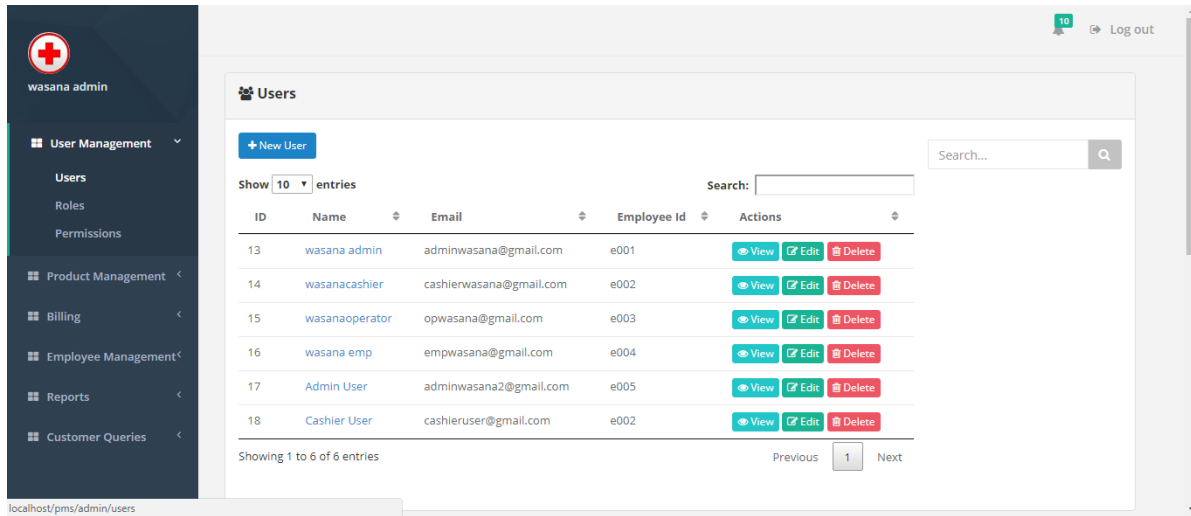 10 Log out
wasana admin
User Management
Users
Roles
Permissions
Product Management
Billing
Employee Management
Reports
Customer Queries
Users
New User
Search...
Show 10 entries Search:
ID Name Email Employee Id Actions
13 wasana admin adminwasana@gmail.com e001 View Edit Delete
14 wasanacashier cashierwasana@gmail.com e002 View Edit Delete
15 wasanaoperator opwasana@gmail.com e003 View Edit Delete
16 wasana emp empwasana@gmail.com e004 View Edit Delete
17 Admin User adminwasana2@gmail.com e005 View Edit Delete
18 Cashier User cashieruser@gmail.com e002 View Edit Delete
Showing 1 to 6 of 6 entries Previous 1 Next
localhost/pms/admin/users